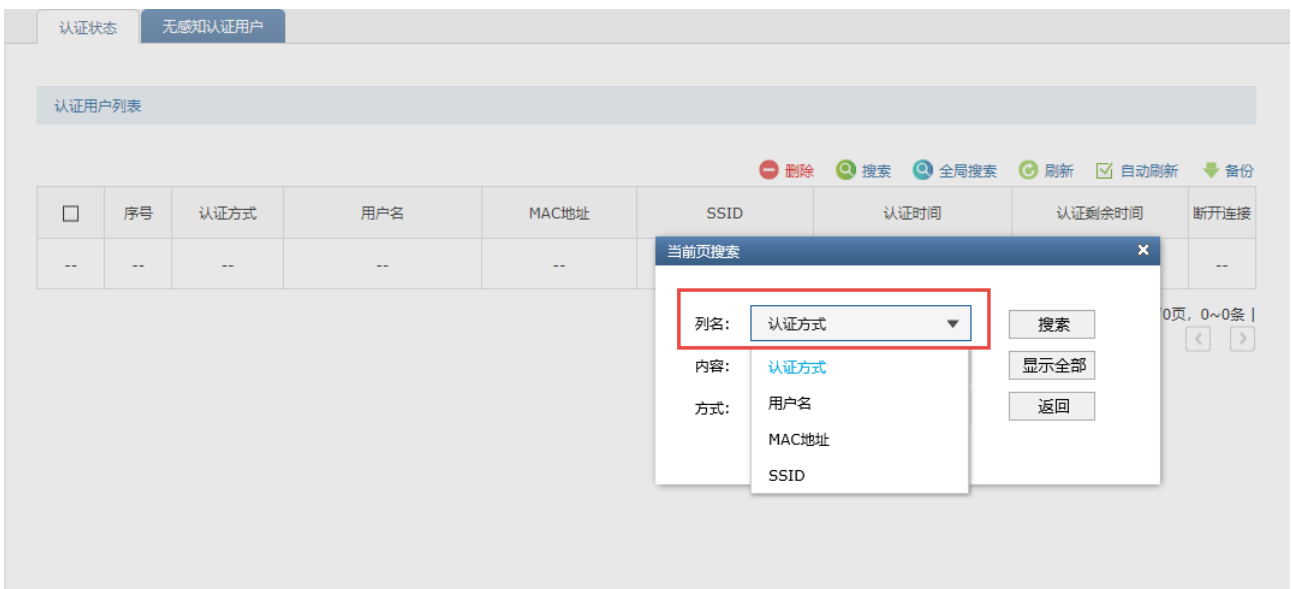 认证状态 无感知认证用户
认证用户列表
删除 搜索 全局搜索 刷新 自动刷新 备份
序号 认证方式 用户名 MAC地址 SSID 认证时间 认证剩余时间 断开连接
-- -- -- -- -- --
当前页搜索
列名: 认证方式 搜索
0页, 0~0条 |
内容: 认证方式 显示全部
方式: 用户名 返回
MAC地址
SSID